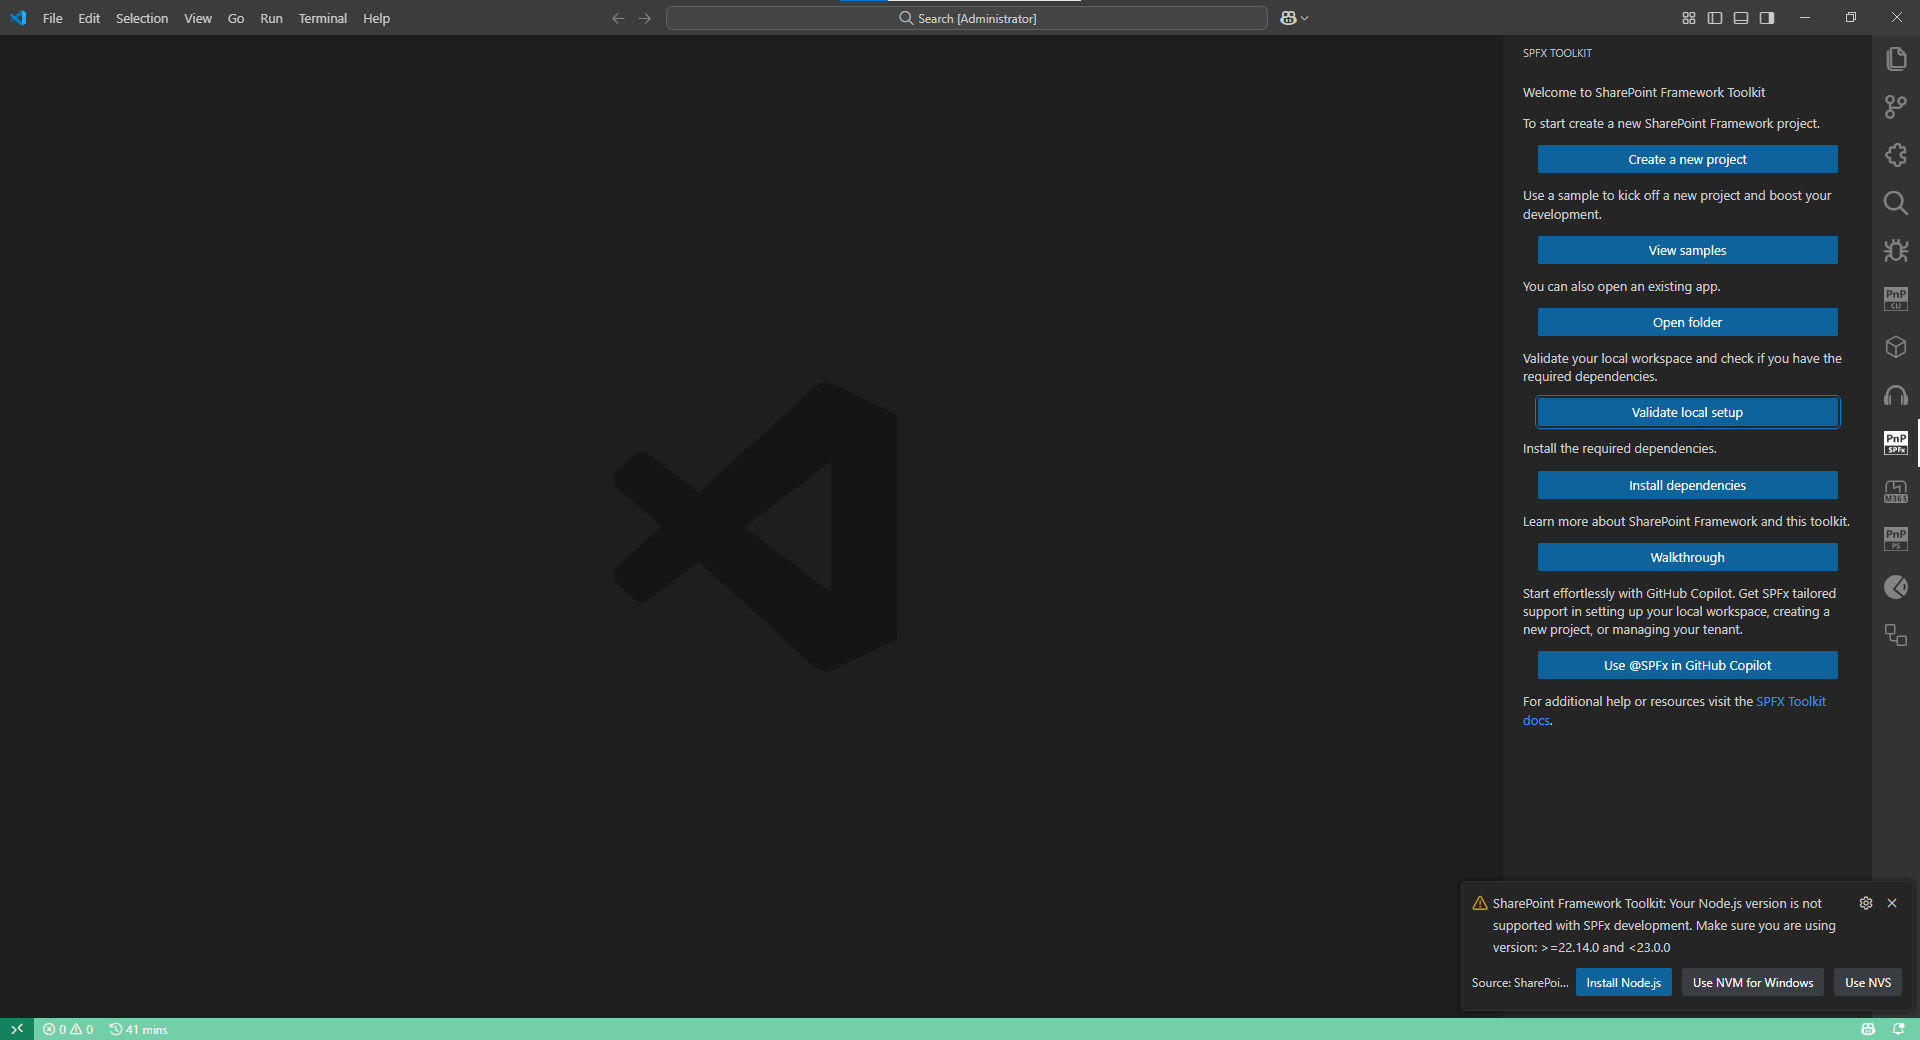 File Edit Selection View Go Run Terminal Help
Search [Administrator]
SPFX TOOLKIT
Welcome to SharePoint Framework Toolkit
To start create a new SharePoint Framework project.
Create a new project
Use a sample to kick off a new project and boost your
development.
View samples
You can also open an existing app.
Open folder
Validate your local workspace and check if you have the
required dependencies.
Validate local setup
Install the required dependencies.
Install dependencies
Learn more about SharePoint Framework and this toolkit.
Walkthrough
Start effortlessly with GitHub Copilot. Get SPFx tailored
support in setting up your local workspace, creating a
new project, or managing your tenant.
Use @SPFx in GitHub Copilot
For additional help or resources visit the SPFX Toolkit
docs.
PnP
CLI
PnP
SPFx
M365
PnP
PS
SharePoint Framework Toolkit: Your Node.js version is not
supported with SPFx development. Make sure you are using
version: >=22.14.0 and <23.0.0
Source: SharePoi... Install Node.js Use NVM for Windows Use NVS
0 0 41 mins